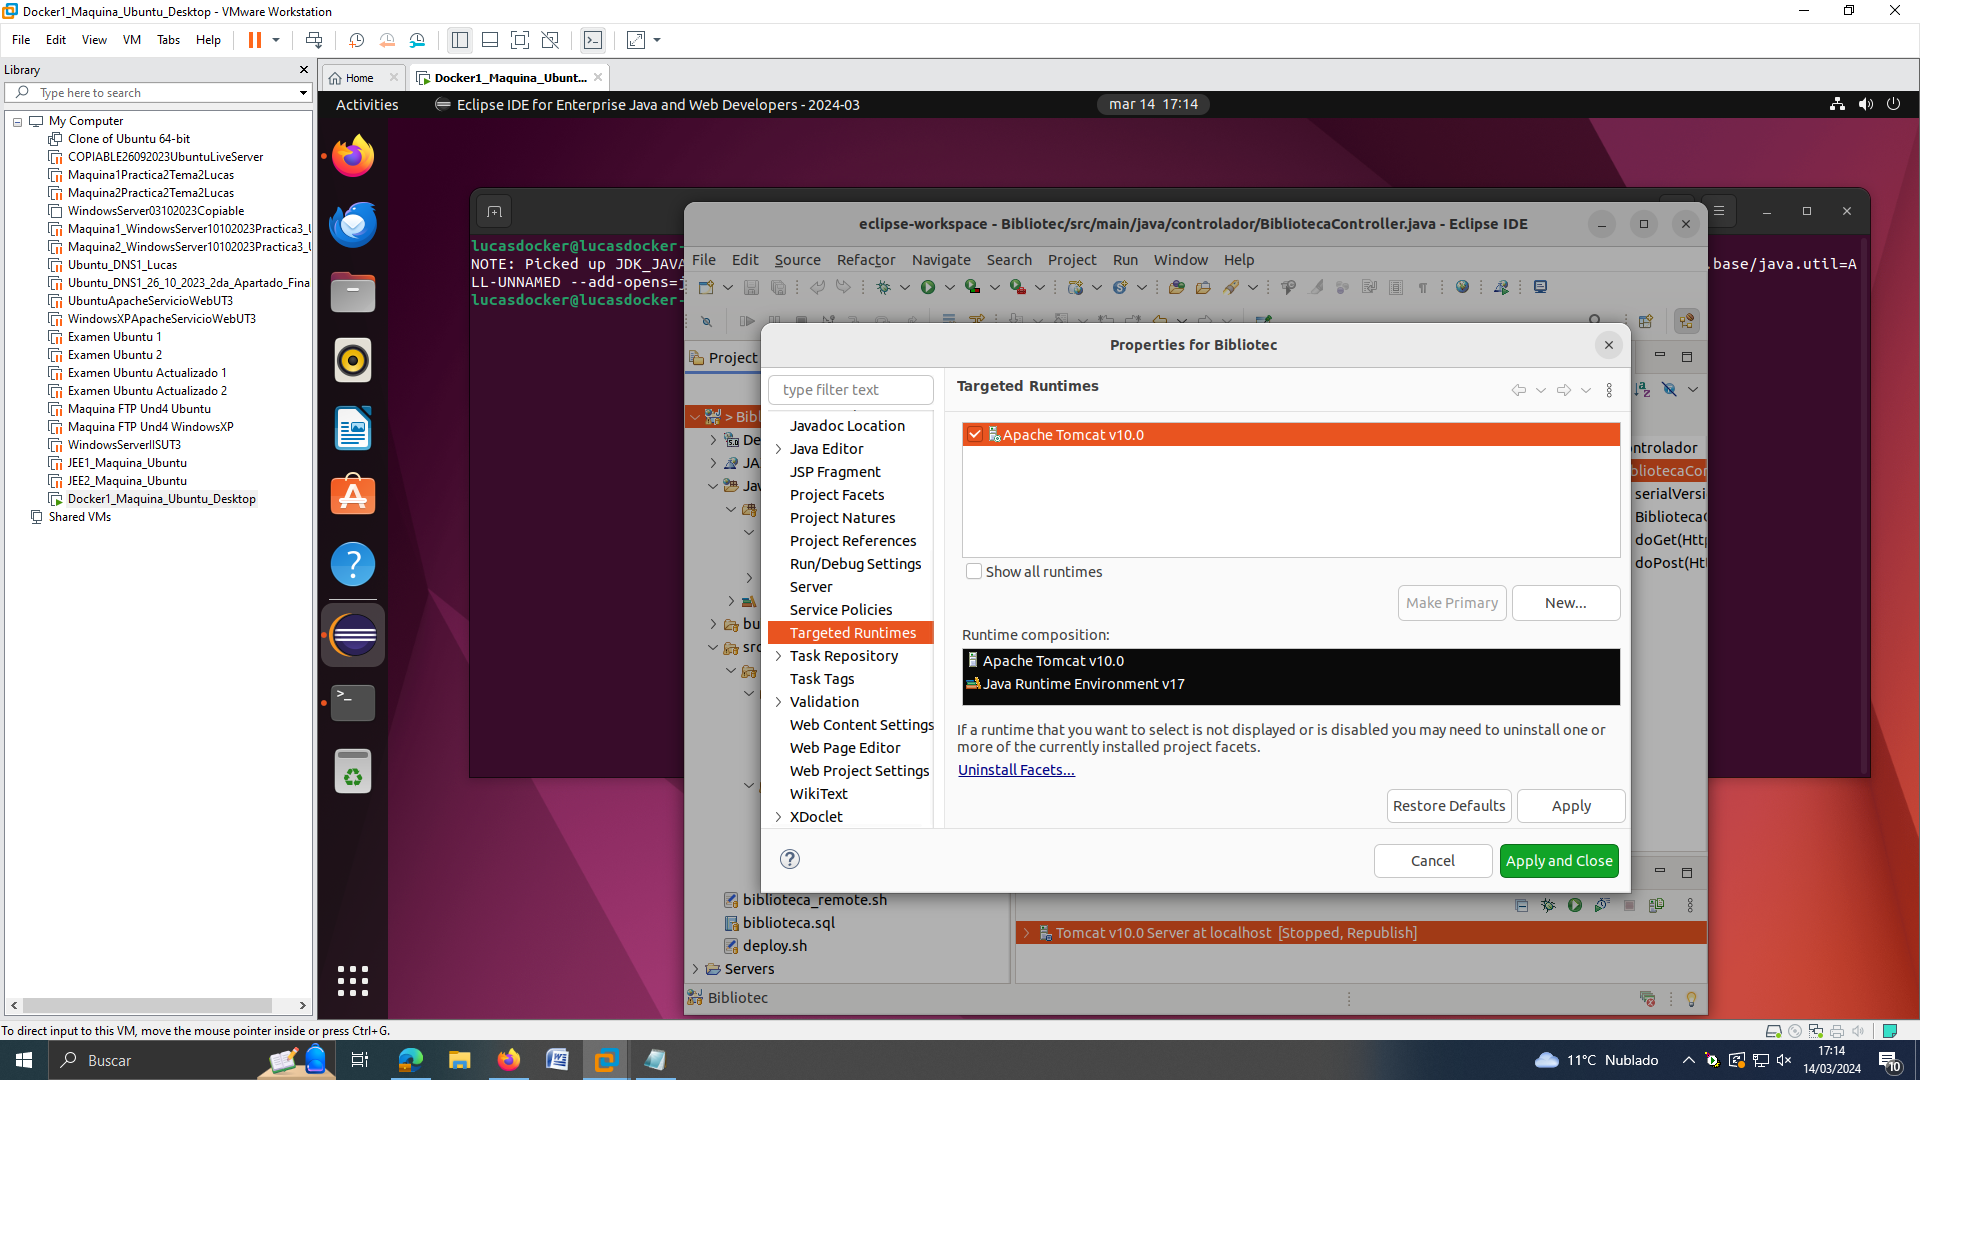 Docker1_Maquina_Ubuntu_Desktop - VMware Workstation
File Edit View VM Tabs Help
Library
Type here to search
My Computer
Clone of Ubuntu 64-bit
COPIABLE26092023UbuntuLiveServer
Maquina1Practica2Tema2Lucas
Maquina2Practica2Tema2Lucas
WindowsServer03102023Copiable
Maquina1_WindowsServer10102023Practica3_U
Maquina2_WindowsServer10102023Practica3_U
Ubuntu_DNS1_Lucas
Ubuntu_DNS1_26_10_2023_2da_Apartado_Fina
UbuntuApacheServicioWebUT3
WindowsXPApacheServicioWebUT3
Examen Ubuntu 1
Examen Ubuntu 2
Examen Ubuntu Actualizado 1
Examen Ubuntu Actualizado 2
Maquina FTP Und4 Ubuntu
Maquina FTP Und4 WindowsXP
WindowsServerIISUT3
JEE1_Maquina_Ubuntu
JEE2_Maquina_Ubuntu
Docker1_Maquina_Ubuntu_Desktop
Shared VMs
Home Docker1_Maquina_Ubunt...
Activities Eclipse IDE for Enterprise Java and Web Developers - 2024-03 mar 14 17:14
lucasdocker@lucasdocker-
NOTE: Picked up JDK_JAVA
LL-UNNAMED --add-opens=j
lucasdocker@lucasdocker-
.base/java.util=A
eclipse-workspace - Bibliotec/src/main/java/controlador/BibliotecaController.java - Eclipse IDE
File Edit Source Refactor Navigate Search Project Run Window Help
Project
> Bibl
De
JA
Jav
bu
src
biblioteca_remote.sh
biblioteca.sql
deploy.sh
Servers
Bibliotec
ntrolador
bliotecaCon
serialVersi
BibliotecaC
doGet(Http
doPost(Htt
Tomcat v10.0 Server at localhost [Stopped, Republish]
Properties for Bibliotec
type filter text
Javadoc Location
Java Editor
JSP Fragment
Project Facets
Project Natures
Project References
Run/Debug Settings
Server
Service Policies
Targeted Runtimes
Task Repository
Task Tags
Validation
Web Content Settings
Web Page Editor
Web Project Settings
WikiText
XDoclet
Targeted Runtimes
Apache Tomcat v10.0
Show all runtimes
Make Primary New...
Runtime composition:
Apache Tomcat v10.0
Java Runtime Environment v17
If a runtime that you want to select is not displayed or is disabled you may need to uninstall one or
more of the currently installed project facets.
Uninstall Facets...
Restore Defaults Apply
Cancel Apply and Close
To direct input to this VM, move the mouse pointer inside or press Ctrl+G.
Buscar
11°C Nublado
17:14
14/03/2024
10